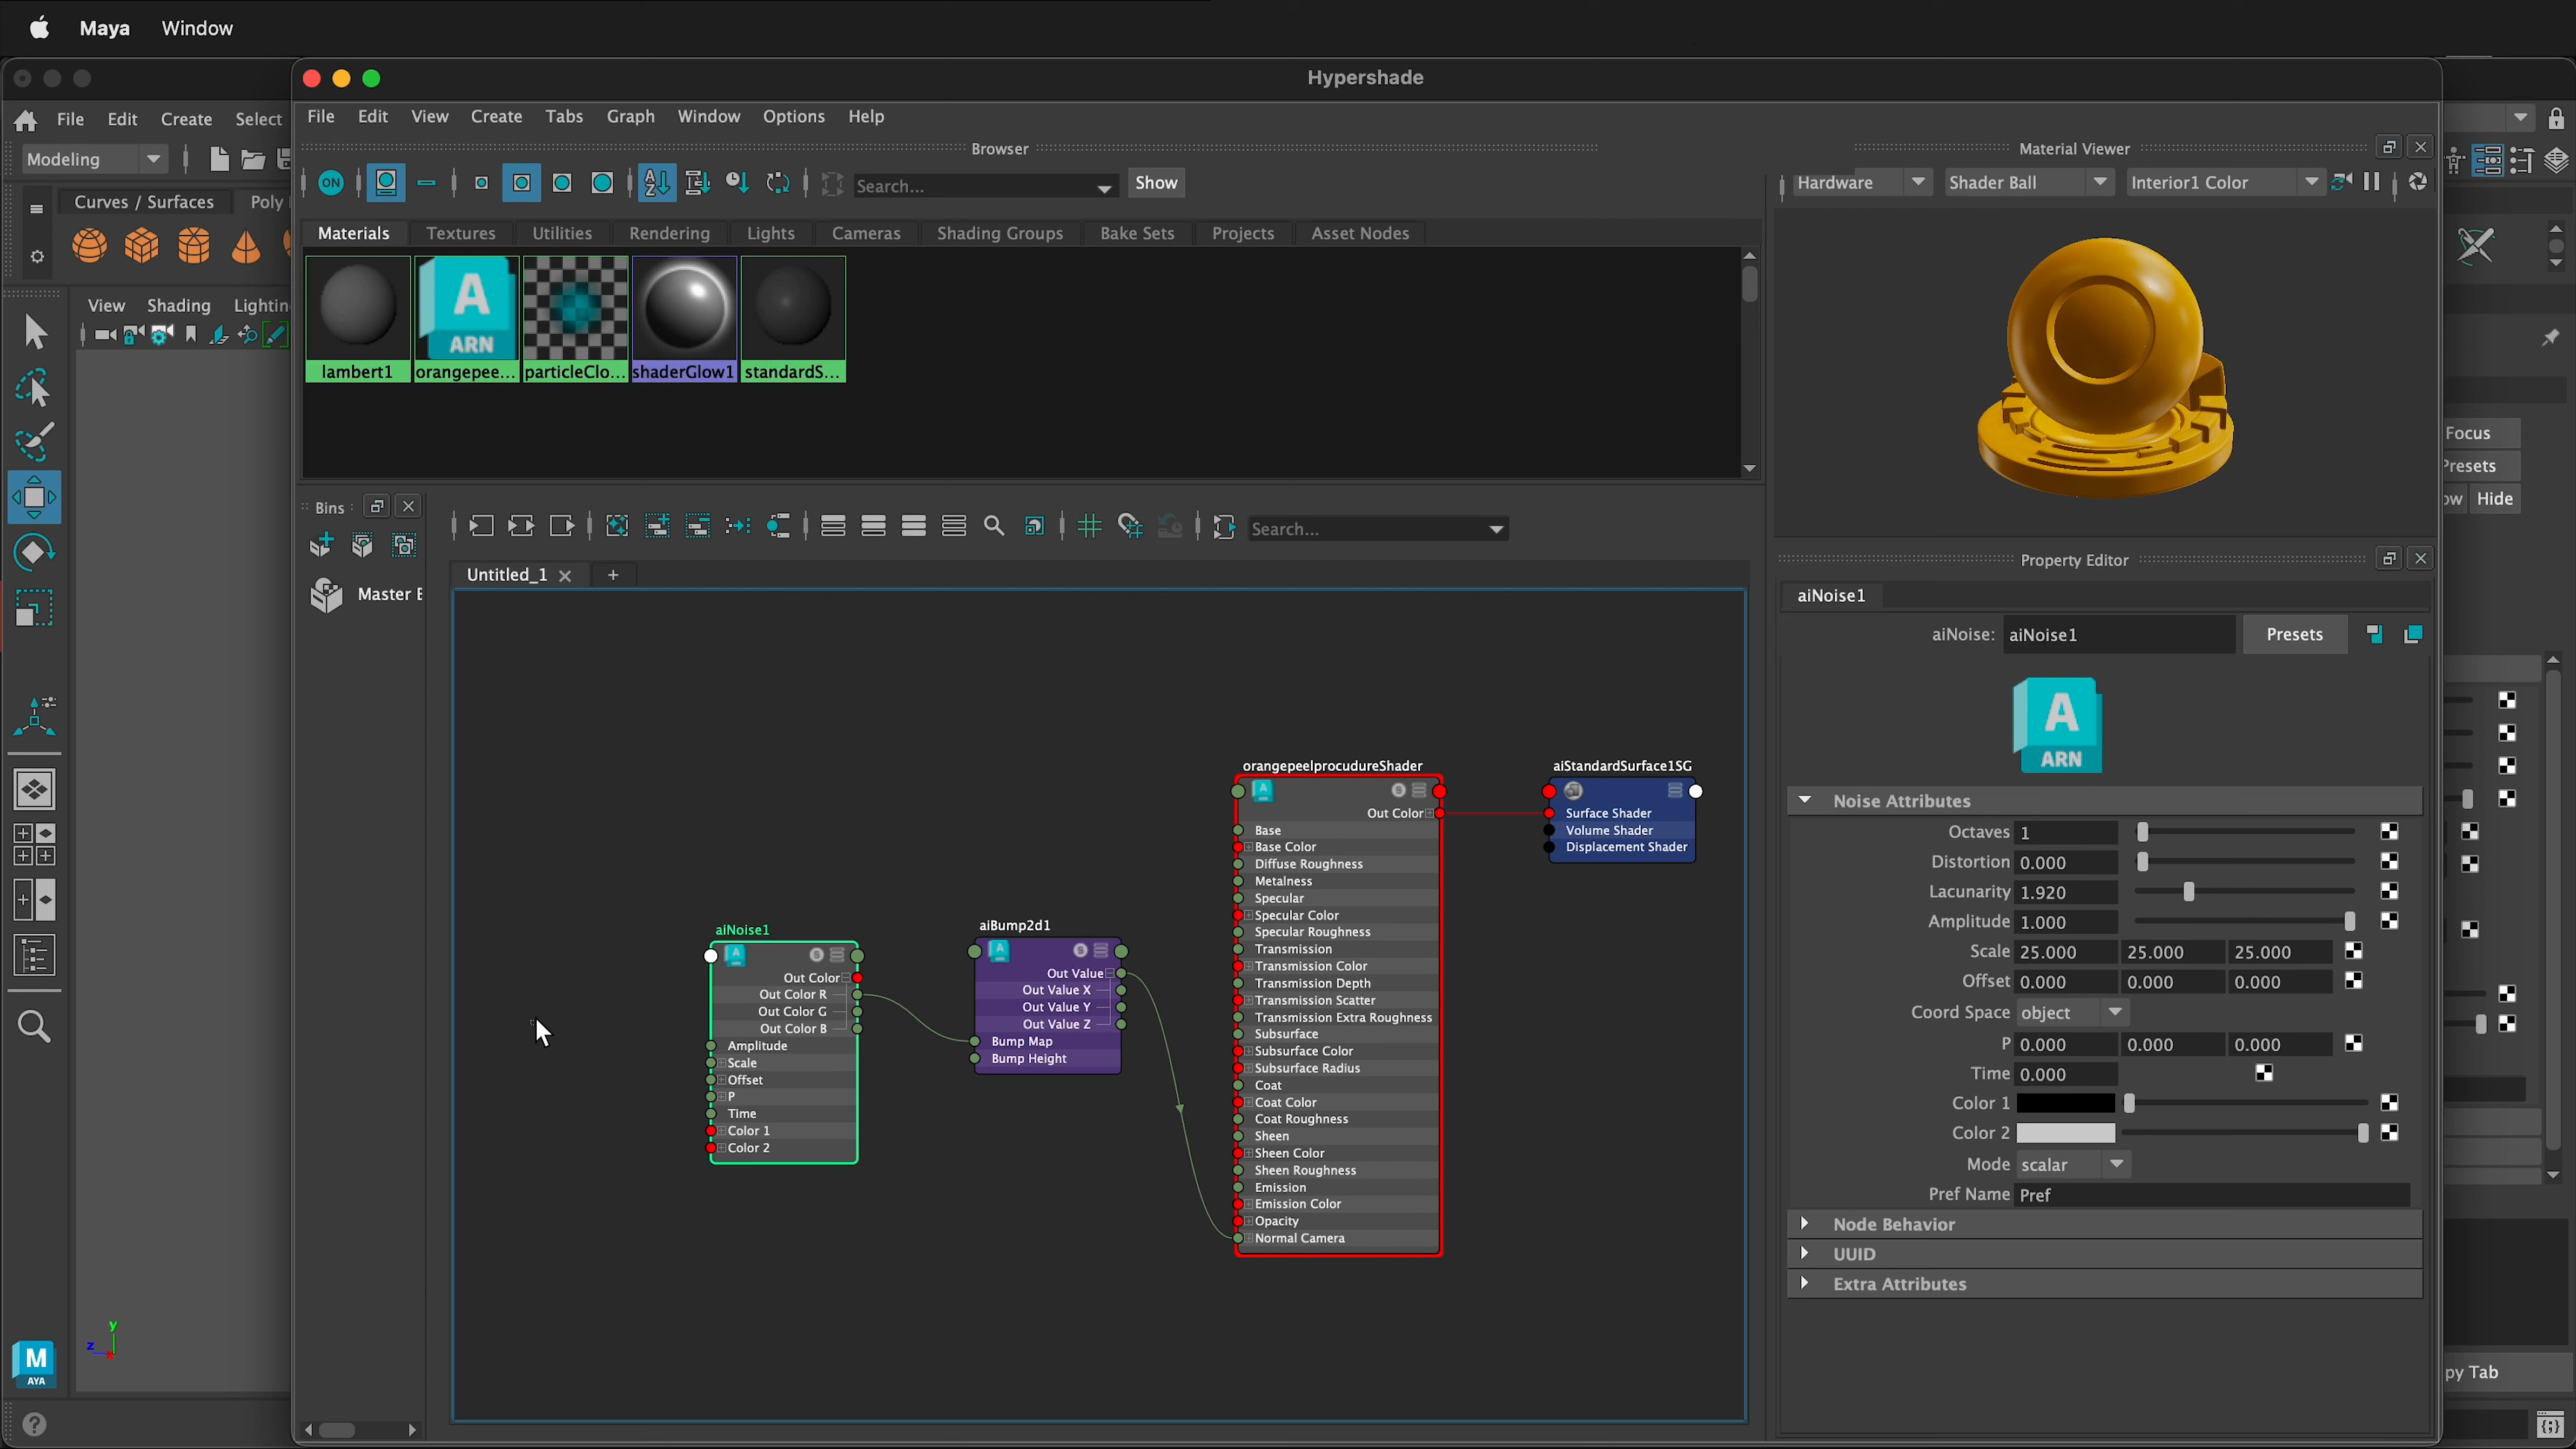 Maya Window
Hypershade
File Edit Create Select
File Edit View Create Tabs Graph Window Options Help
Browser
Material Viewer
Modeling
ON
Search...
Show
Hardware
Shader Ball
Interior1 Color
Curves / Surfaces Poly
Materials Textures Utilities Rendering Lights Cameras Shading Groups Bake Sets Projects Asset Nodes
View Shading Lightin
A
ARN
lambert1 orangepee... particleClo... shaderGlow1 standardS...
Focus
Presets
ow Hide
Bins
Search...
Untitled_1 +
Master B
Property Editor
aiNoise1
aiNoise: aiNoise1 Presets
A
ARN
Noise Attributes
Octaves 1
Distortion 0.000
Lacunarity 1.920
Amplitude 1.000
Scale 25.000 25.000 25.000
Offset 0.000 0.000 0.000
Coord Space object
P 0.000 0.000 0.000
Time 0.000
Color 1
Color 2
Mode scalar
Pref Name Pref
Node Behavior
UUID
Extra Attributes
aiNoise1
Out Color
Out Color R
Out Color G
Out Color B
Amplitude
Scale
Offset
P
Time
Color 1
Color 2
aiBump2d1
Out Value
Out Value X
Out Value Y
Out Value Z
Bump Map
Bump Height
orangepeelprocudureShader
Out Color
Base
Base Color
Diffuse Roughness
Metalness
Specular
Specular Color
Specular Roughness
Transmission
Transmission Color
Transmission Depth
Transmission Scatter
Transmission Extra Roughness
Subsurface
Subsurface Color
Subsurface Radius
Coat
Coat Color
Coat Roughness
Sheen
Sheen Color
Sheen Roughness
Emission
Emission Color
Opacity
Normal Camera
aiStandardSurface1SG
Surface Shader
Volume Shader
Displacement Shader
y
z
x
M
AYA
py Tab